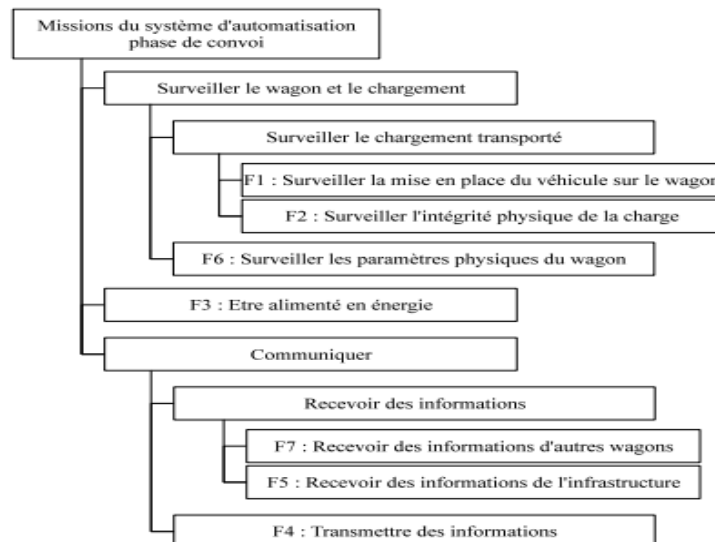 Missions du système d'automatisation
phase de convoi
Surveiller le wagon et le chargement
Surveiller le chargement transporté
F1 : Surveiller la mise en place du véhicule sur le wagon
F2 : Surveiller l'intégrité physique de la charge
F6 : Surveiller les paramètres physiques du wagon
F3 : Etre alimenté en énergie
Communiquer
Recevoir des informations
F7 : Recevoir des informations d'autres wagons
F5 : Recevoir des informations de l'infrastructure
F4 : Transmettre des informations